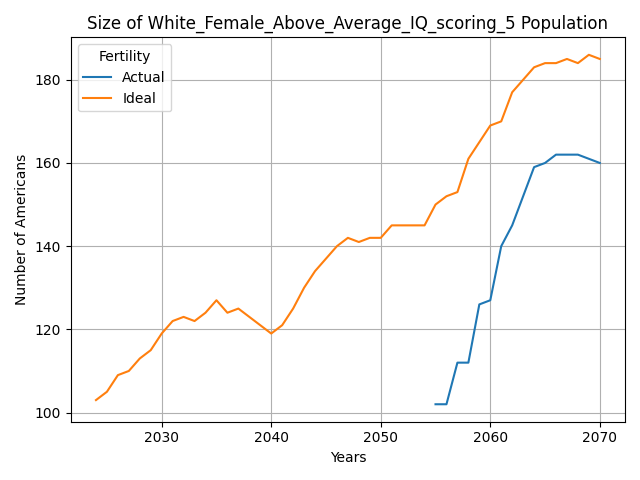 Size of White_Female_Above_Average_IQ_scoring_5 Population
Fertility
Actual
Ideal
Number of Americans
180
160
140
120
100
2030 2040 2050 2060 2070
Years